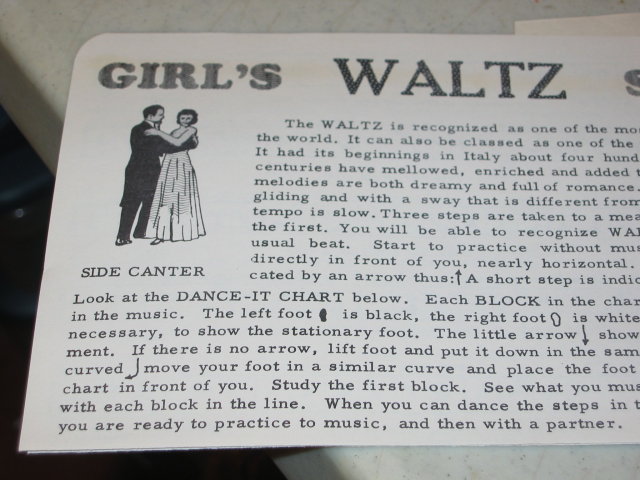 GIRL'S WALTZ S
The WALTZ is recognized as one of the mo
the world. It can also be classed as one of the
It had its beginnings in Italy about four hund
centuries have mellowed, enriched and added t
melodies are both dreamy and full of romance.
gliding and with a sway that is different from
tempo is slow. Three steps are taken to a mea
the first. You will be able to recognize WAL
usual beat. Start to practice without mus
directly in front of you, nearly horizontal.
cated by an arrow thus: ↑ A short step is indic
SIDE CANTER
Look at the DANCE-IT CHART below. Each BLOCK in the char
in the music. The left foot is black, the right foot is white
necessary, to show the stationary foot. The little arrow ↓ show
ment. If there is no arrow, lift foot and put it down in the sam
curved move your foot in a similar curve and place the foot
chart in front of you. Study the first block. See what you mus
with each block in the line. When you can dance the steps in t
you are ready to practice to music, and then with a partner.